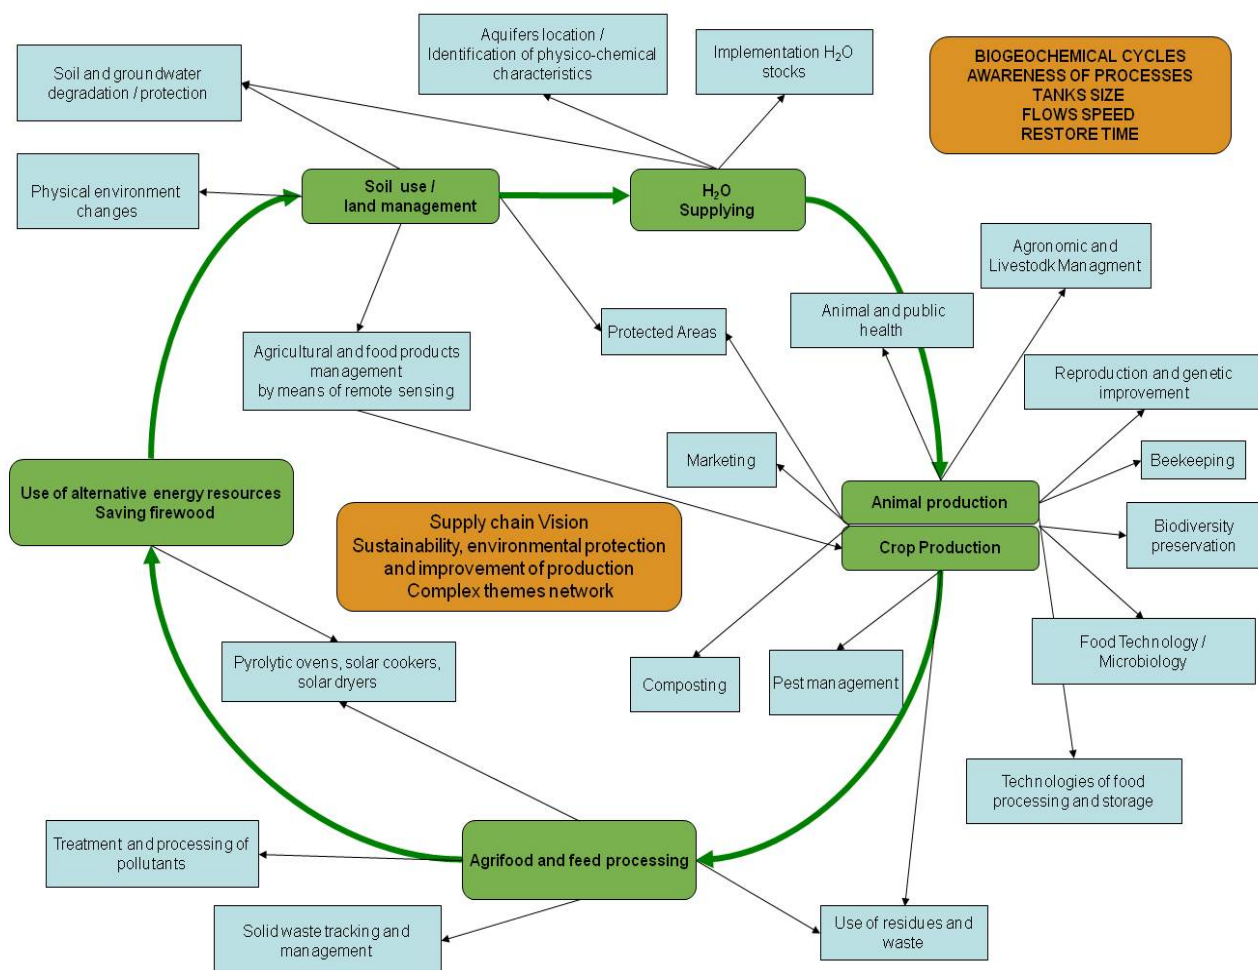 Aquifers location /
Identification of physico-chemical
characteristics
Implementation H₂O
stocks
BIOGEOCHEMICAL CYCLES
AWARENESS OF PROCESSES
TANKS SIZE
FLOWS SPEED
RESTORE TIME
Soil and groundwater
degradation / protection
Physical environment
changes
Soil use /
land management
H₂O
Supplying
Agronomic and
Livestodk Managment
Animal and public
health
Protected Areas
Agricultural and food products
management
by means of remote sensing
Reproduction and genetic
improvement
Marketing
Beekeeping
Use of alternative energy resources
Saving firewood
Animal production
Crop Production
Biodiversity
preservation
Supply chain Vision
Sustainability, environmental protection
and improvement of production
Complex themes network
Pyrolytic ovens, solar cookers,
solar dryers
Composting
Pest management
Food Technology /
Microbiology
Technologies of food
processing and storage
Treatment and processing of
pollutants
Agrifood and feed processing
Solid waste tracking and
management
Use of residues and
waste